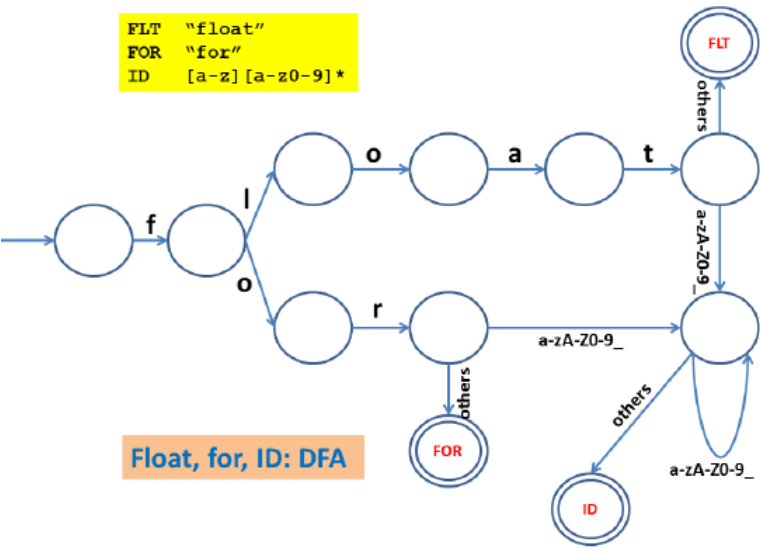 FLT “float”
FOR “for”
ID [a-z][a-z0-9]*
FLT
others
o
a
t
l
f
a-zA-Z0-9_
o
r
a-zA-Z0-9_
others
others
FOR
Float, for, ID: DFA
a-zA-Z0-9_
ID